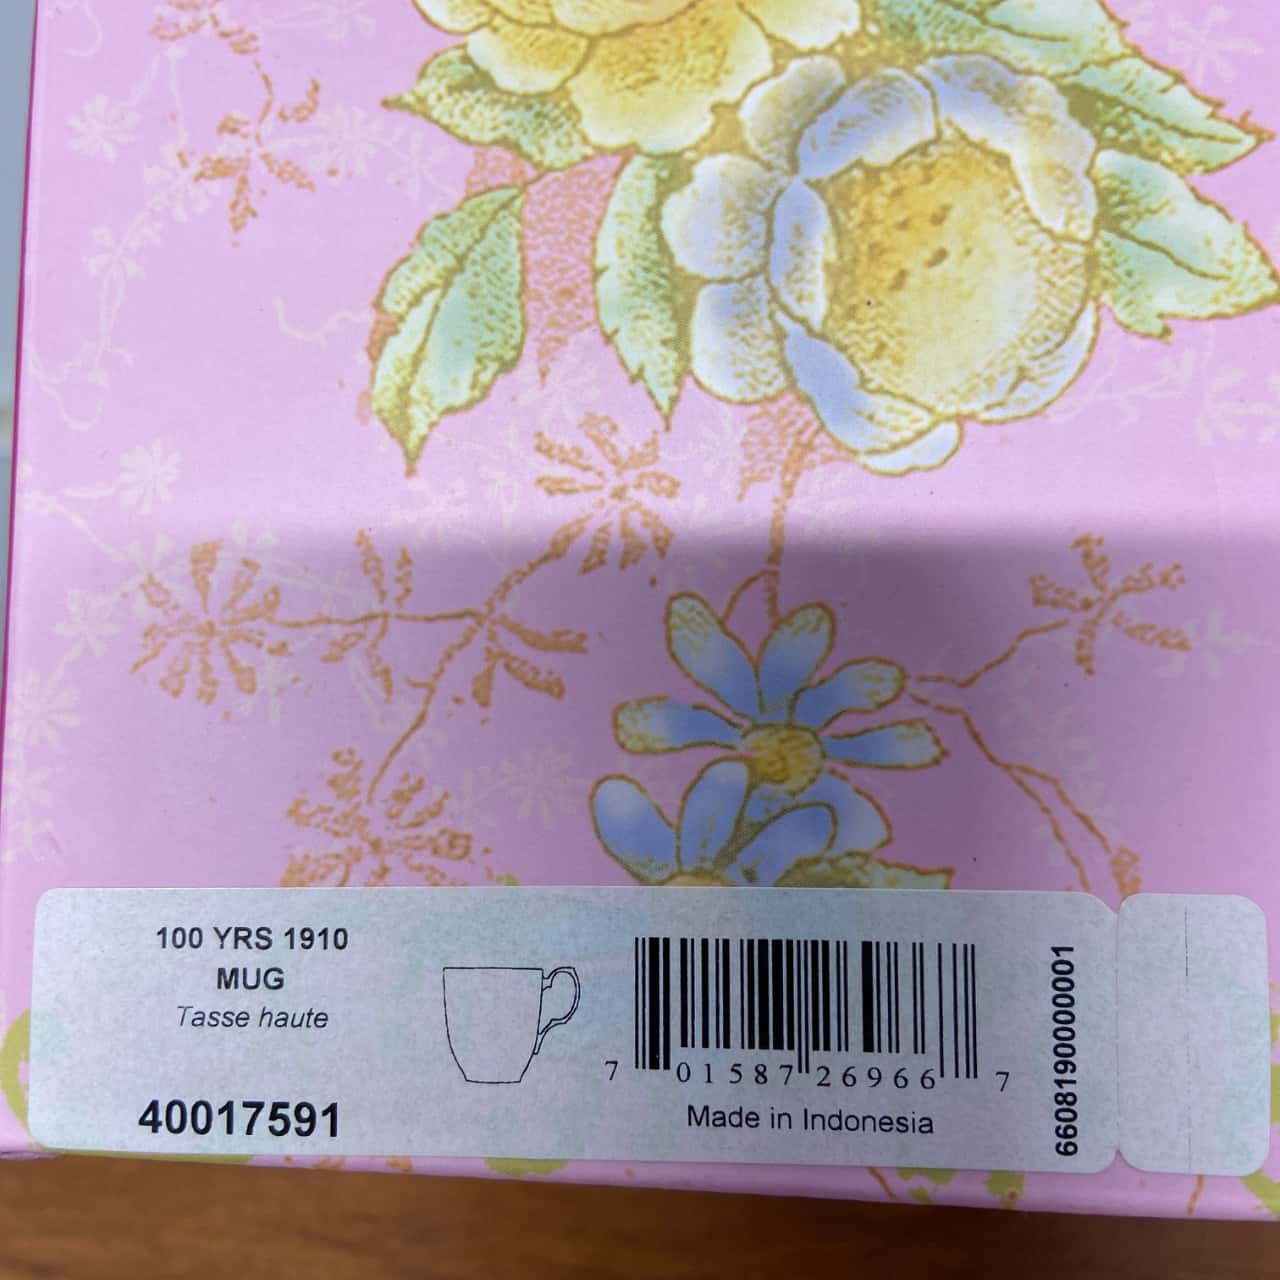 100 YRS 1910
MUG
Tasse haute
40017591
7 01587 26966 7
Made in Indonesia
6608190000001